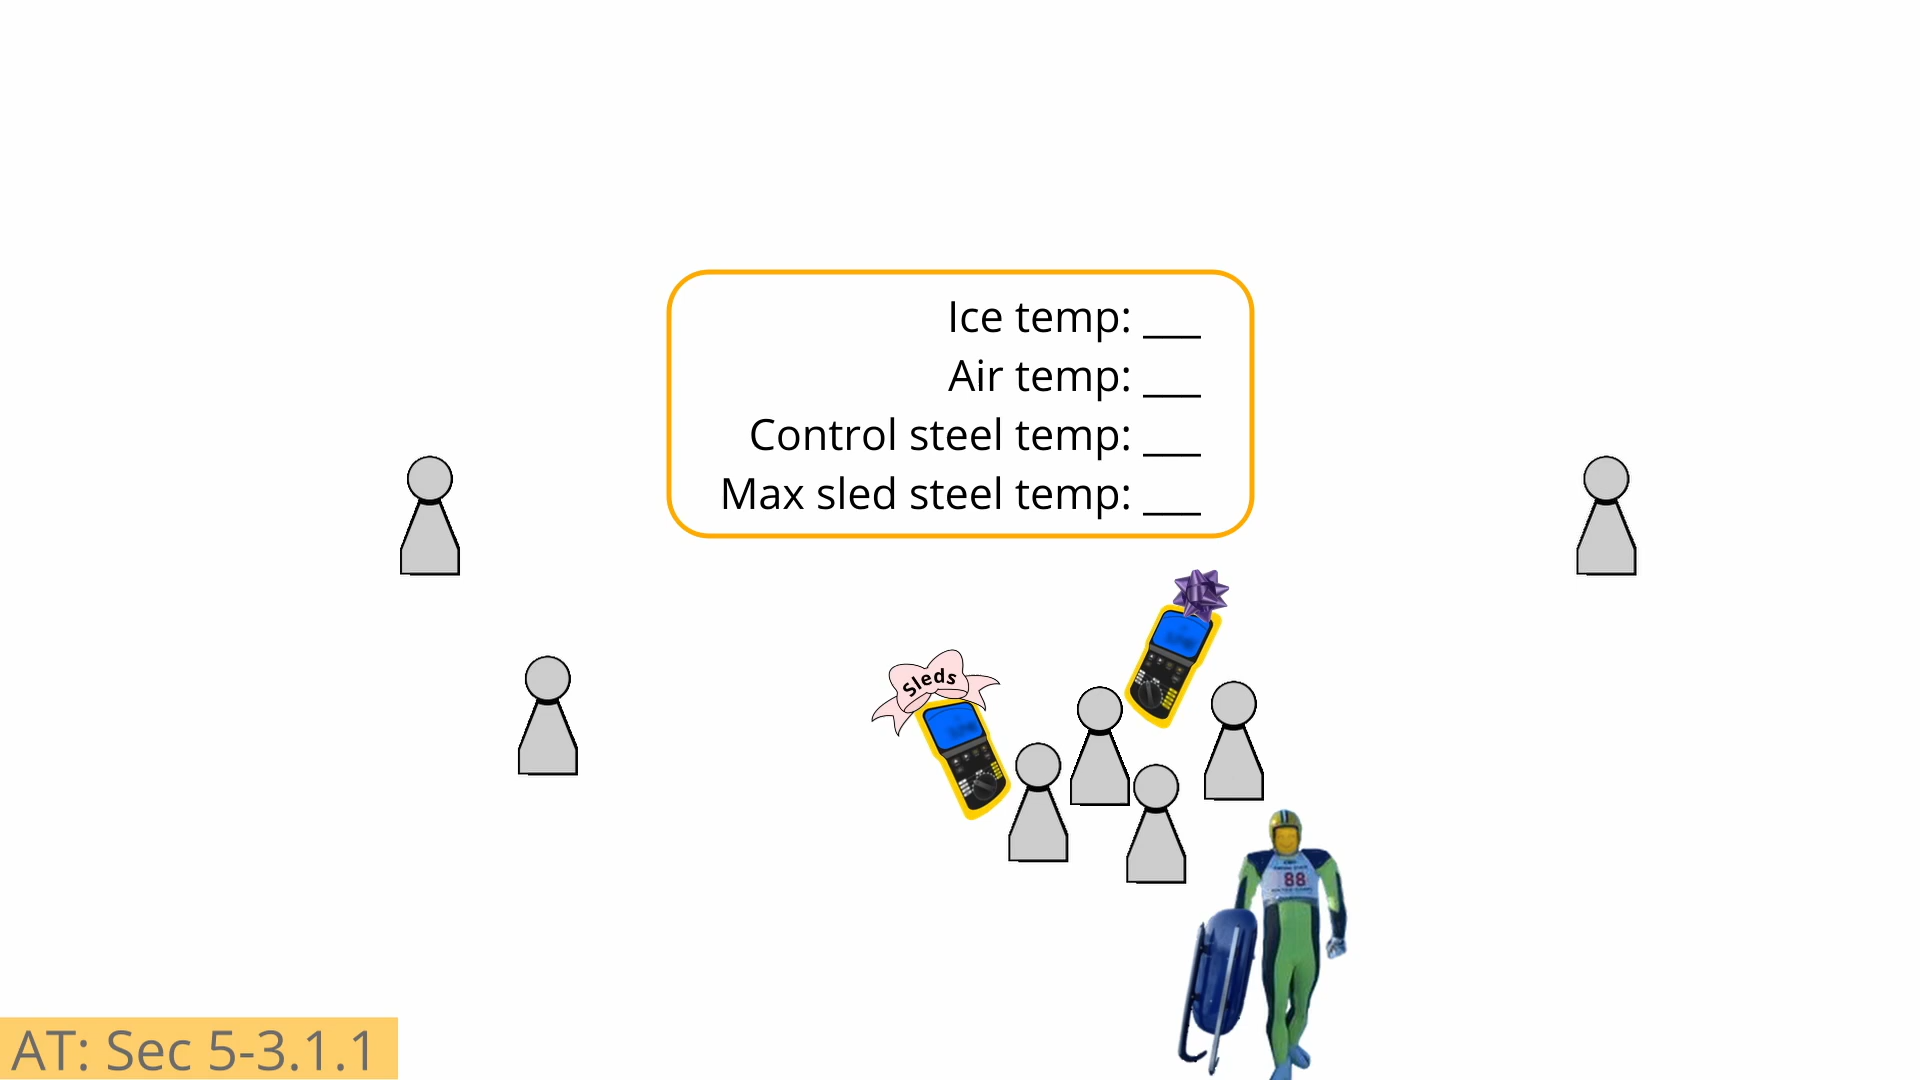 Ice temp: ___
Air temp: ___
Control steel temp: ___
Max sled steel temp: ___
Sleds
88
AT: Sec 5-3.1.1